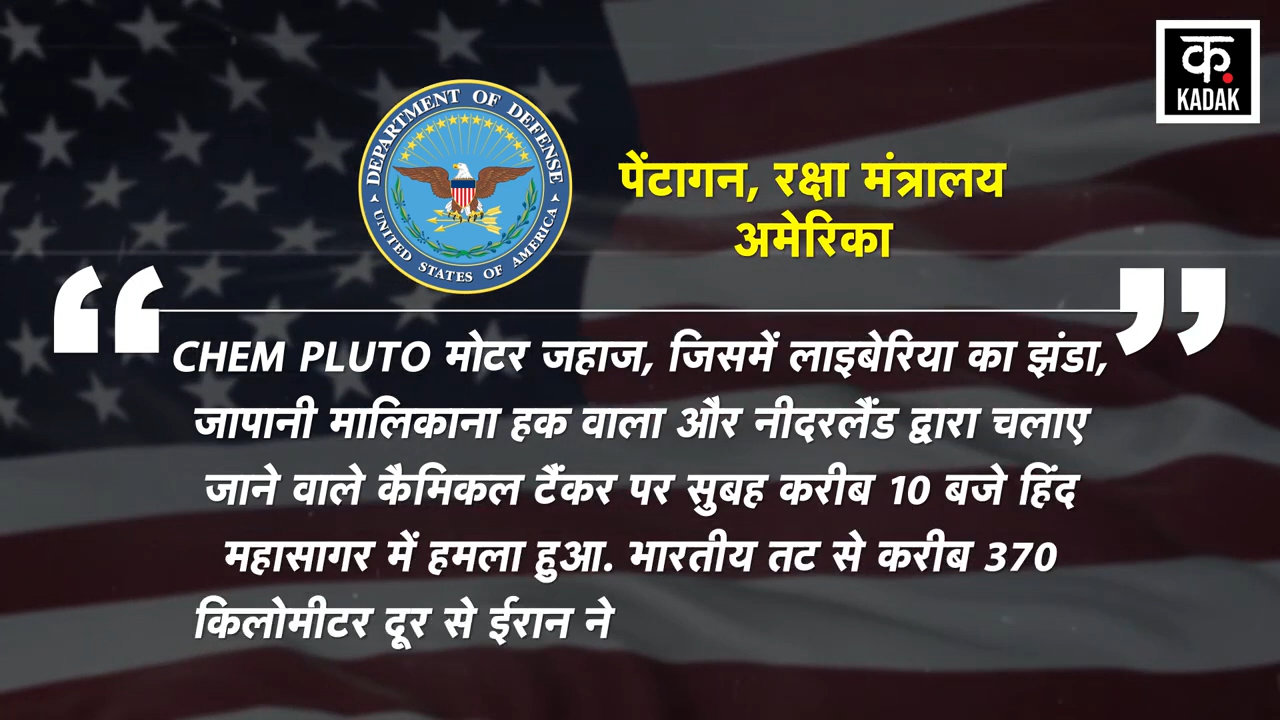 क.
KADAK
DEPARTMENT OF DEFENSE
UNITED STATES OF AMERICA
पेंटागन, रक्षा मंत्रालय
अमेरिका
“ ”
CHEM PLUTO मोटर जहाज, जिसमें लाइबेरिया का झंडा,
जापानी मालिकाना हक वाला और नीदरलैंड द्वारा चलाए
जाने वाले कैमिकल टैंकर पर सुबह करीब 10 बजे हिंद
महासागर में हमला हुआ. भारतीय तट से करीब 370
किलोमीटर दूर से ईरान ने